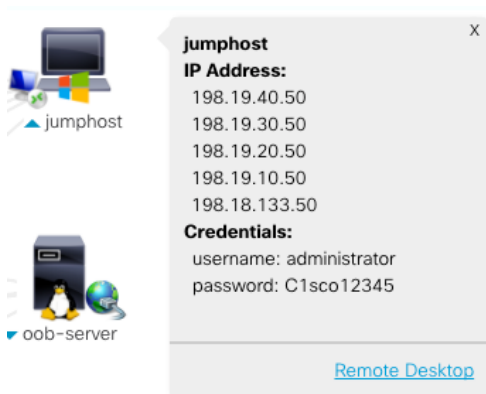 X
jumphost
IP Address:
198.19.40.50
198.19.30.50
198.19.20.50
198.19.10.50
198.18.133.50
Credentials:
username: administrator
password: C1sco12345
Remote Desktop
jumphost
oob-server